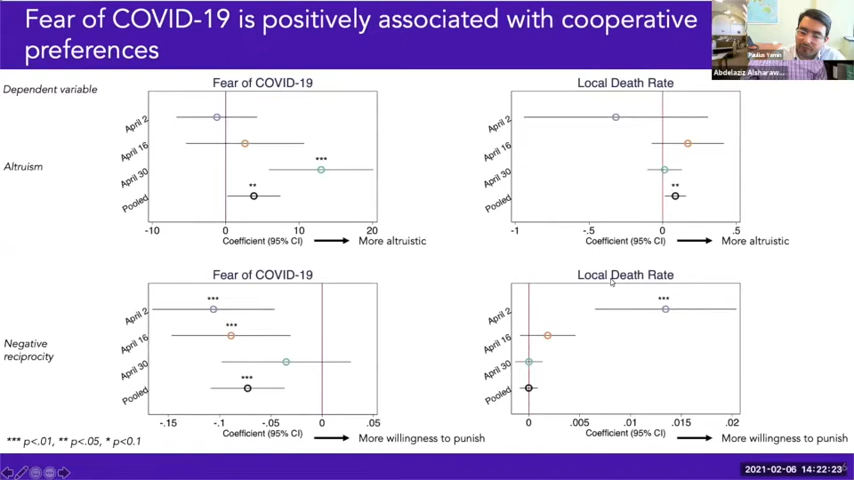 Fear of COVID-19 is positively associated with cooperative
preferences
Paulius Yamin
Abdelaziz Alsharaw...
Dependent variable
Fear of COVID-19
Local Death Rate
Altruism
April 2
April 16
April 30
Pooled
***
**
-10 0 10 20
Coefficient (95% CI)
More altruistic
April 2
April 16
April 30
Pooled
**
-1 -.5 0 .5
Coefficient (95% CI)
More altruistic
Fear of COVID-19
Local Death Rate
Negative
reciprocity
April 2
April 16
April 30
Pooled
***
***
***
-.15 -.1 -.05 0 .05
Coefficient (95% CI)
More willingness to punish
April 2
April 16
April 30
Pooled
***
0 .005 .01 .015 .02
Coefficient (95% CI)
More willingness to punish
*** p<.01, ** p<.05, * p<0.1
2021-02-06 14:22:23